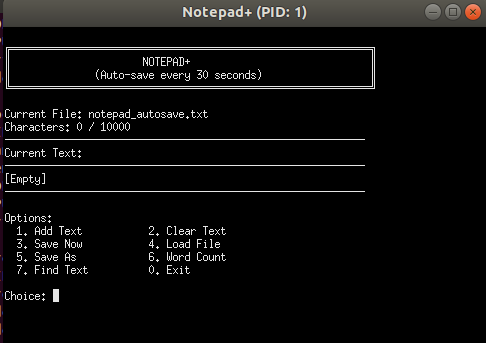 Notepad+ (PID: 1)
NOTEPAD+
(Auto-save every 30 seconds)
Current File: notepad_autosave.txt
Characters: 0 / 10000
Current Text:
[Empty]
Options:
1. Add Text 2. Clear Text
3. Save Now 4. Load File
5. Save As 6. Word Count
7. Find Text 0. Exit
Choice: